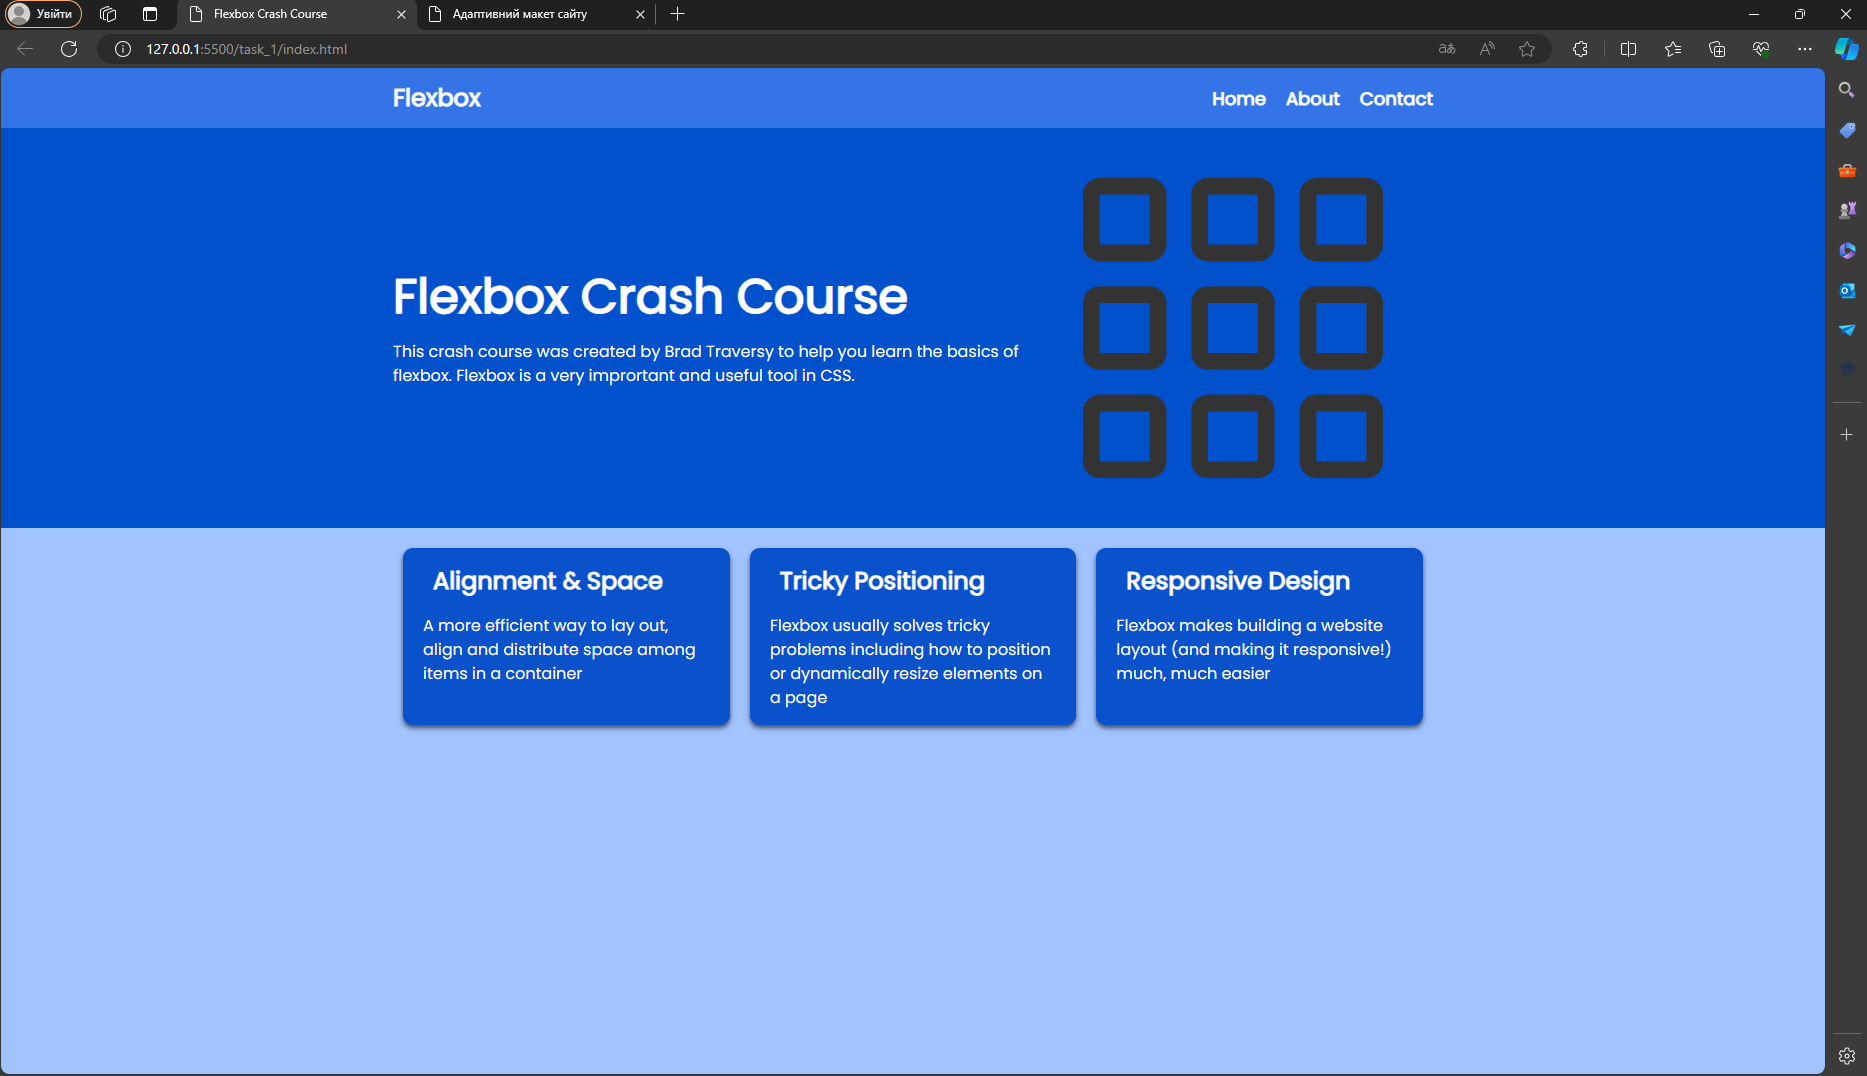 Увійти
Flexbox Crash Course
Адаптивний макет сайту
127.0.0.1:5500/task_1/index.html
Flexbox
Home About Contact
Flexbox Crash Course
This crash course was created by Brad Traversy to help you learn the basics of
flexbox. Flexbox is a very imprortant and useful tool in CSS.
Alignment & Space
A more efficient way to lay out,
align and distribute space among
items in a container
Tricky Positioning
Flexbox usually solves tricky
problems including how to position
or dynamically resize elements on
a page
Responsive Design
Flexbox makes building a website
layout (and making it responsive!)
much, much easier